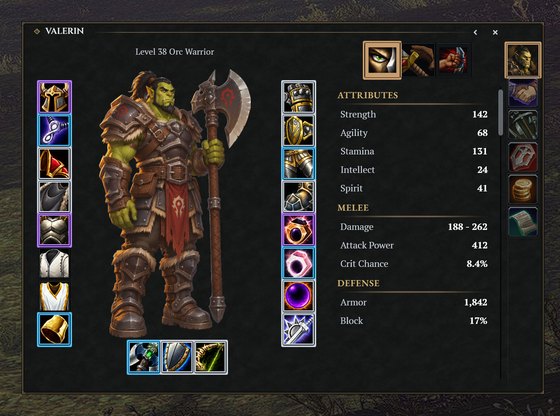 VALERIN
Level 38 Orc Warrior
ATTRIBUTES
Strength 142
Agility 68
Stamina 131
Intellect 24
Spirit 41
MELEE
Damage 188 - 262
Attack Power 412
Crit Chance 8.4%
DEFENSE
Armor 1,842
Block 17%